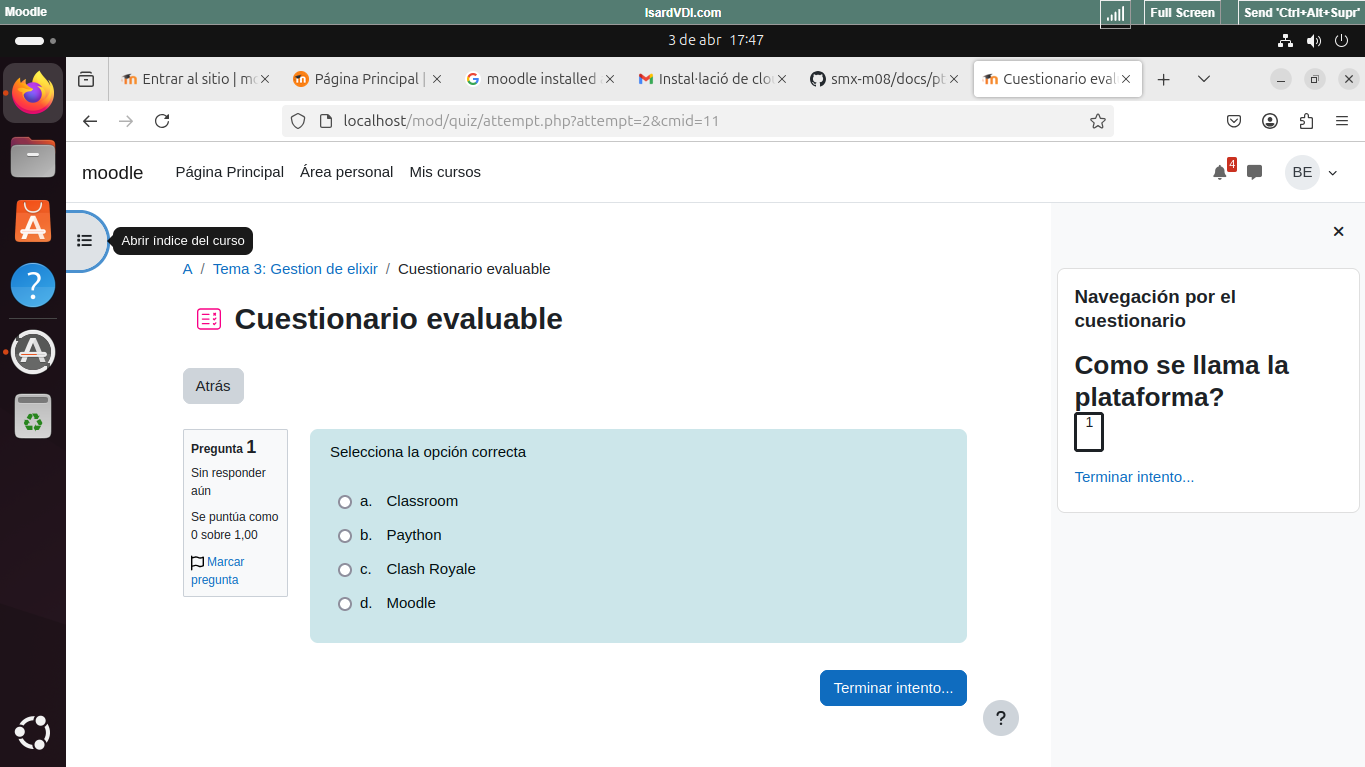 Moodle
IsardVDI.com
Full Screen
Send 'Ctrl+Alt+Supr'
3 de abr 17:47
Entrar al sitio | mo
Página Principal |
moodle installed
Instal·lació de clou
smx-m08/docs/pt
Cuestionario eval
localhost/mod/quiz/attempt.php?attempt=2&cmid=11
moodle
Página Principal
Área personal
Mis cursos
4
BE
Abrir índice del curso
A / Tema 3: Gestion de elixir / Cuestionario evaluable
Cuestionario evaluable
Atrás
Pregunta 1
Sin responder
aún
Se puntúa como
0 sobre 1,00
Marcar
pregunta
Selecciona la opción correcta
a. Classroom
b. Paython
c. Clash Royale
d. Moodle
Terminar intento...
?
Navegación por el
cuestionario
Como se llama la
plataforma?
1
Terminar intento...